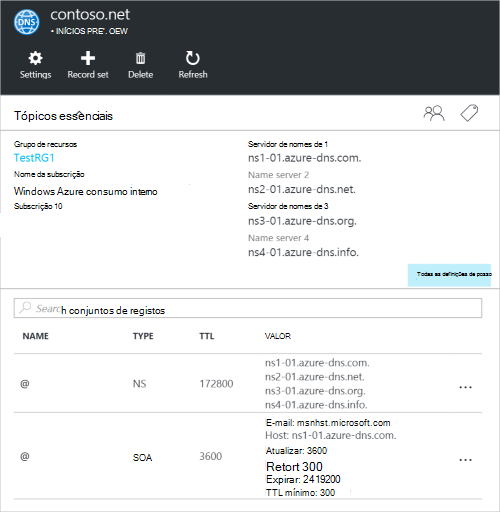 DNS
contoso.net
• INÍCIOS PRE'. OEW
Settings Record set Delete Refresh
Tópicos essenciais
Grupo de recursos
TestRG1
Nome da subscrição
Windows Azure consumo interno
Subscrição 10
Servidor de nomes de 1
ns1-01.azure-dns.com.
Name server 2
ns2-01.azure-dns.net.
Servidor de nomes de 3
ns3-01.azure-dns.org.
Name server 4
ns4-01.azure-dns.info.
Todas as definições de posso
Search conjuntos de registos
NAME TYPE TTL VALOR
@ NS 172800
ns1-01.azure-dns.com.
ns2-01.azure-dns.net.
ns3-01.azure-dns.org.
ns4-01.azure-dns.info.
...
@ SOA 3600
E-mail: msnhst.microsoft.com
Host: ns1-01.azure-dns.com.
Atualizar: 3600
Retort 300
Expirar: 2419200
TTL mínimo: 300
...